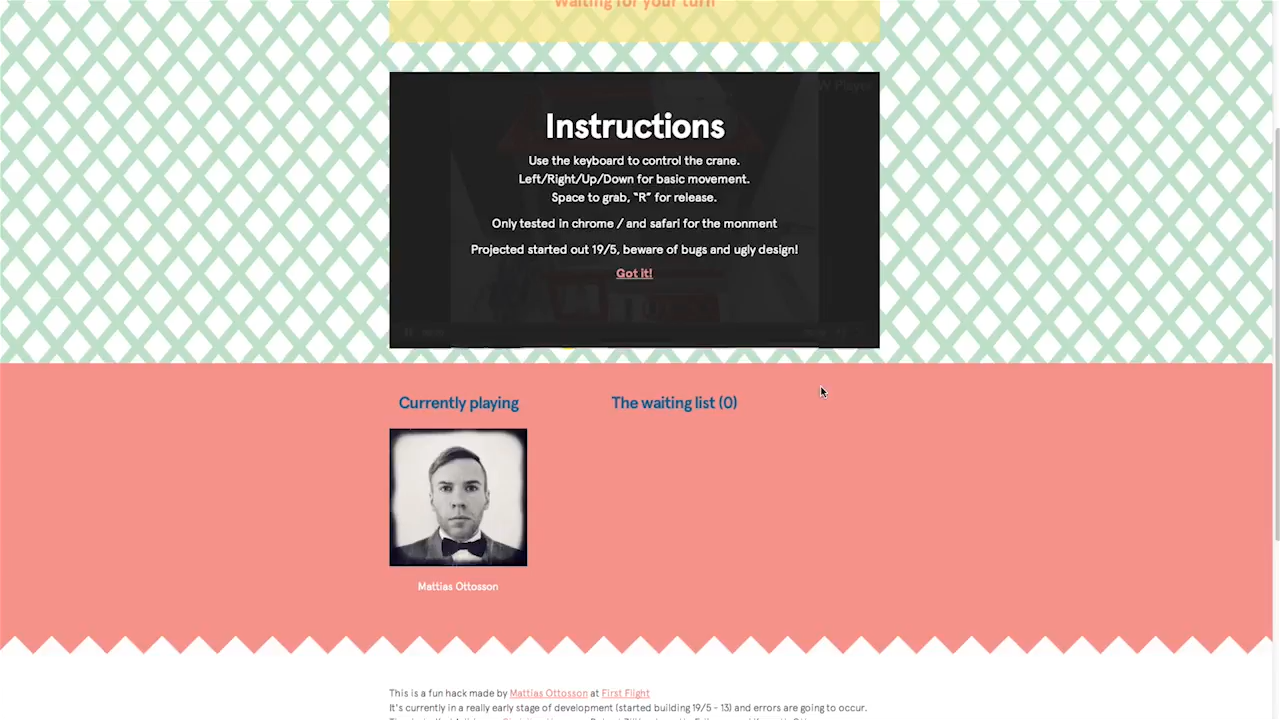 Waiting for your turn
Instructions
Use the keyboard to control the crane.
Left/Right/Up/Down for basic movement.
Space to grab, “R” for release.
Only tested in chrome / and safari for the monment
Projected started out 19/5, beware of bugs and ugly design!
Got it!
Currently playing
The waiting list (0)
Mattias Ottosson
This is a fun hack made by Mattias Ottosson at First Flight
It's currently in a really early stage of development (started building 19/5 - 13) and errors are going to occur.